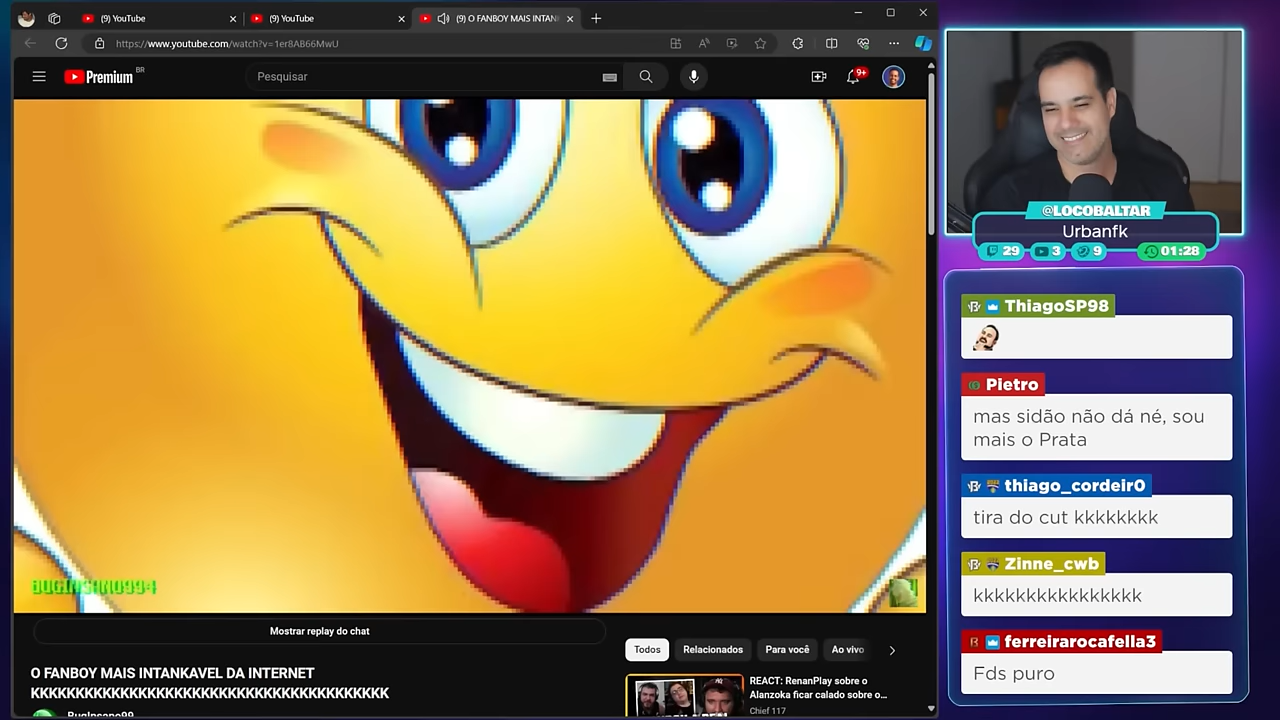 (9) YouTube
(9) YouTube
(9) O FANBOY MAIS INTAN
https://www.youtube.com/watch?v=1er8AB66MwU
Premium BR
Pesquisar
9+
@LOCOBALTAR
Urbanfk
29 3 9 01:28
ThiagoSP98
Pietro
mas sidão não dá né, sou
mais o Prata
thiago_cordeir0
tira do cut kkkkkkkk
Zinne_cwb
kkkkkkkkkkkkkkkk
ferreirarocafella3
Fds puro
BUGINSANO994
Mostrar replay do chat
O FANBOY MAIS INTANKAVEL DA INTERNET
KKKKKKKKKKKKKKKKKKKKKKKKKKKKKKKKKKKKKKKK
BugInsano99
Todos
Relacionados
Para você
Ao vivo
REACT: RenanPlay sobre o
Alanzoka ficar calado sobre o...
Chief 117